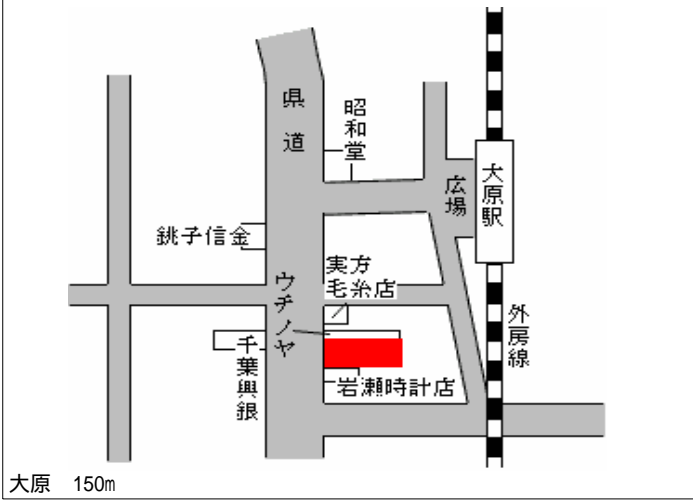 県道
昭和堂
広場
大原駅
銚子信金
実方
毛糸店
ウチノヤ
外房線
千葉興銀
岩瀬時計店
大原 150m